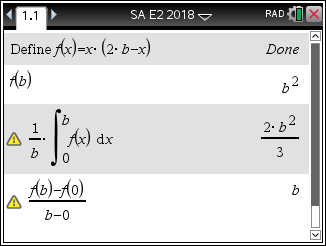 1.1 SA E2 2018 RAD
Define f(x)=x·(2·b−x) Done
f(b) b²
1/b · ∫₀ᵇ f(x) dx 2·b²/3
(f(b)−f(0))/(b−0) b